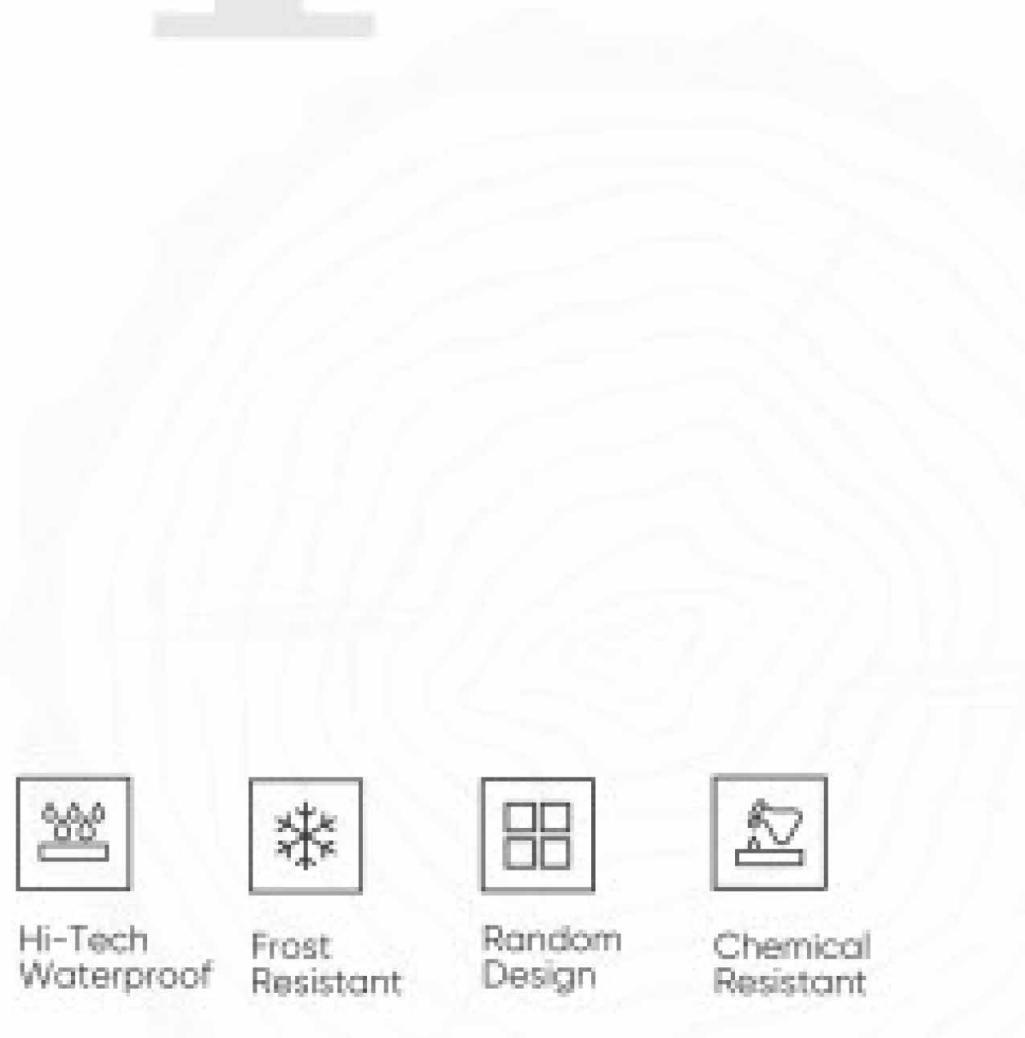 Hi-Tech
Waterproof
Frost
Resistant
Random
Design
Chemical
Resistant